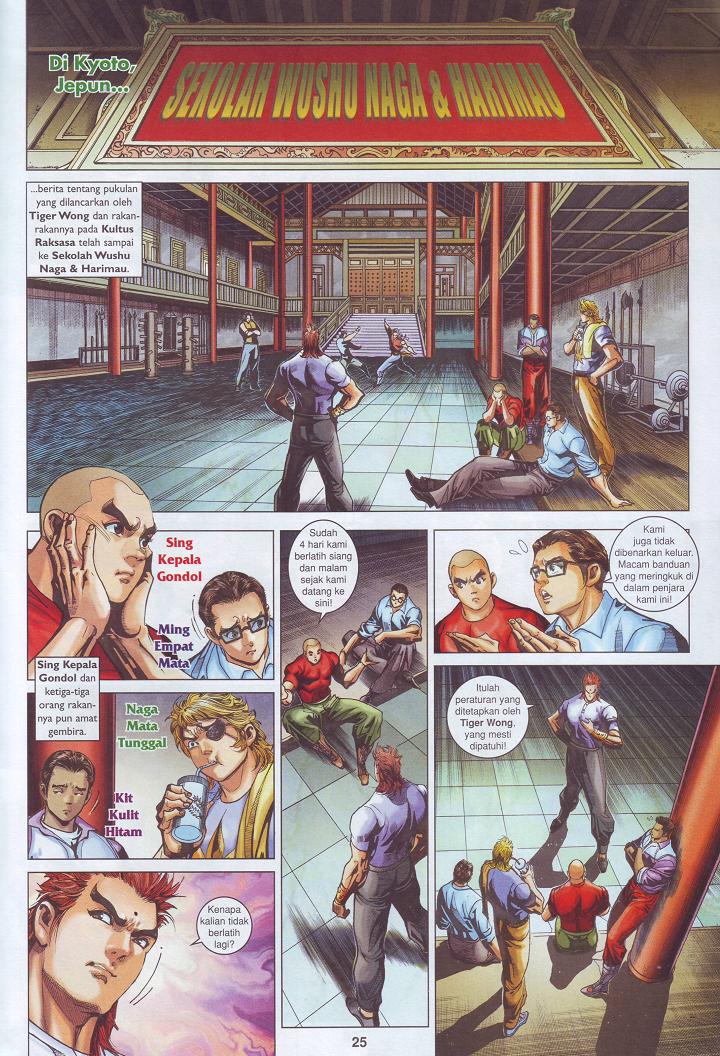 Di Kyoto,
Jepun...
SEKOLAH WUSHU NAGA & HARIMAU
...berita tentang pukulan
yang dilancarkan oleh
Tiger Wong dan rakan-
rakannya pada Kultus
Raksasa telah sampai
ke Sekolah Wushu
Naga & Harimau.
Sing
Kepala
Gondol
Ming
Empat
Mata
Sing Kepala
Gondol dan
ketiga-tiga
orang rakan-
nya pun amat
gembira.
Naga
Mata
Tunggal
Kit
Kulit
Hitam
Kenapa
kalian tidak
berlatih
lagi?
Sudah
4 hari kami
berlatih siang
dan malam
sejak kami
datang ke
sini!
Kami
juga tidak
dibenarkan keluar.
Macam banduan
yang meringkuk di
dalam penjara
kami ini!
Itulah
peraturan yang
ditetapkan oleh
Tiger Wong,
yang mesti
dipatuhi!
25